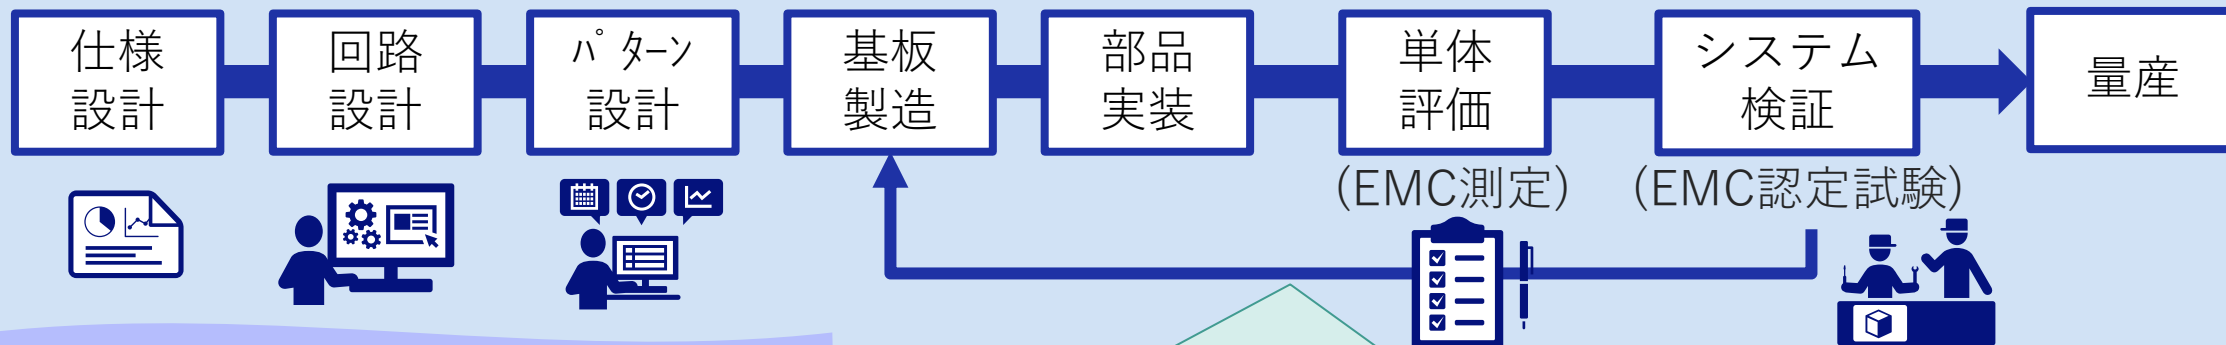 仕様
設計
回路
設計
ﾊﾟﾀｰﾝ
設計
基板
製造
部品
実装
単体
評価
システム
検証
量産
(EMC測定)
(EMC認定試験)